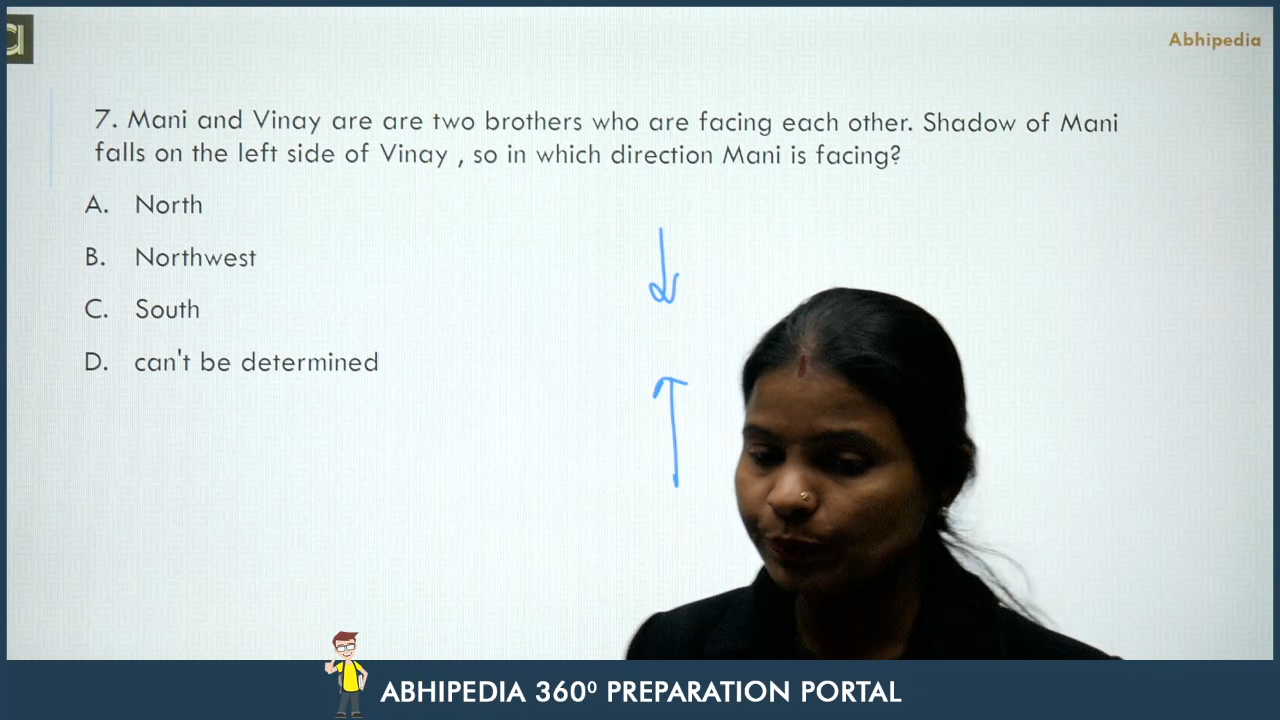 Abhipedia
7. Mani and Vinay are are two brothers who are facing each other. Shadow of Mani
falls on the left side of Vinay , so in which direction Mani is facing?
A. North
B. Northwest
C. South
D. can't be determined
ABHIPEDIA 360⁰ PREPARATION PORTAL